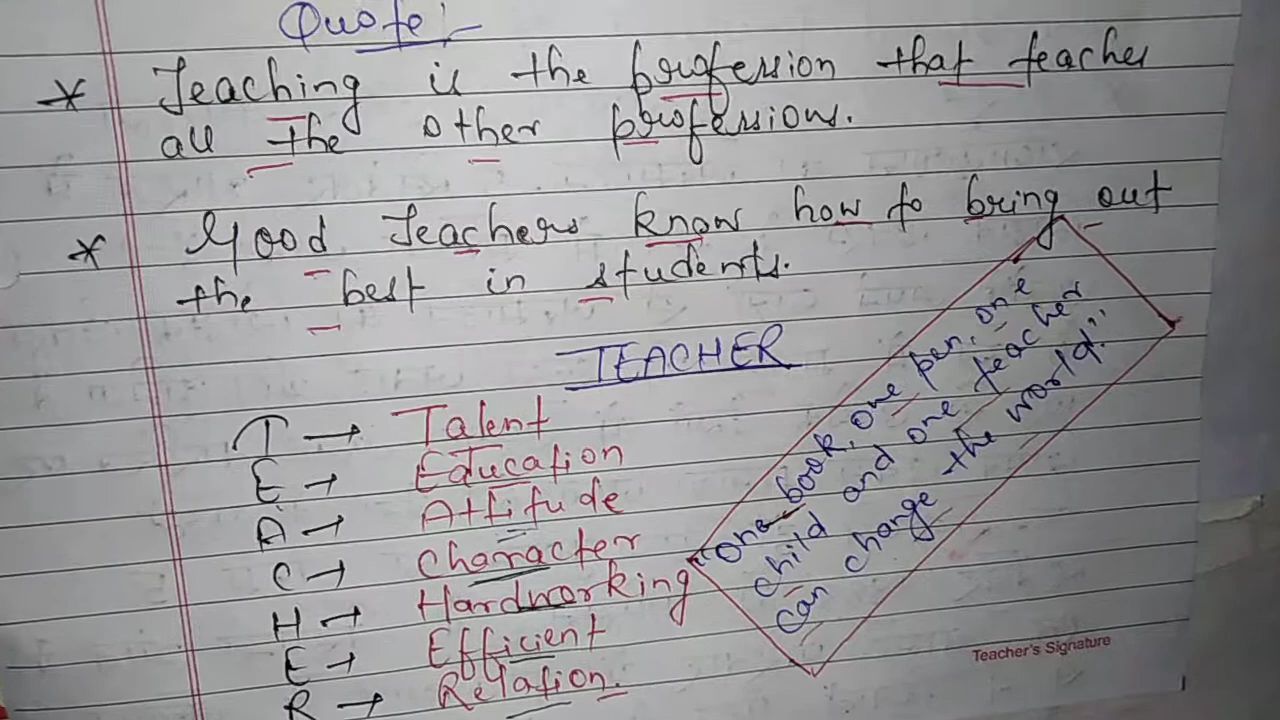 Quote:-
* Teaching is the profession that teaches
all the other professions.
* Good Teachers know how to bring out
the best in students.
TEACHER
T → Talent
E → Education
A → Attitude
C → Character
H → Hardworking
E → Efficient
R → Relation.
"One book, one pen, one
child and one teacher
can change the world."
Teacher's Signature